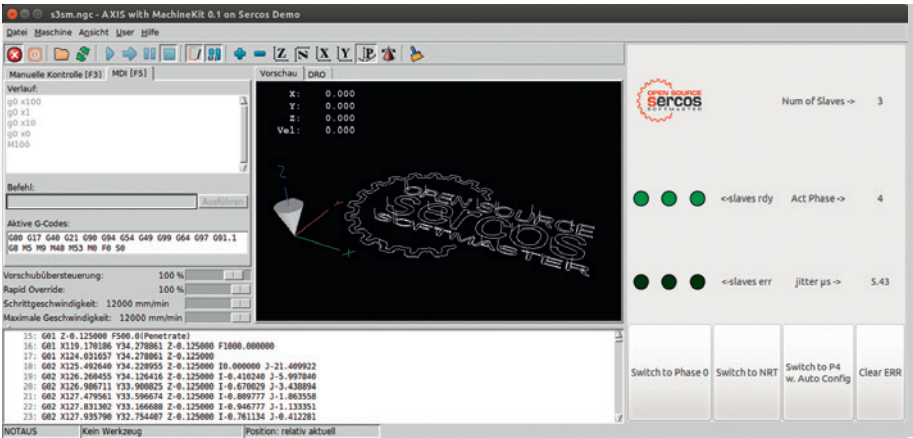 s3sm.ngc - AXIS with MachineKit 0.1 on Sercos Demo
Datei Maschine Ansicht User Hilfe
Z N X Y P
Manuelle Kontrolle [F3] MDI [F5]
Verlauf:
g0 x100
g0 x1
g0 x10
g0 x0
M100
Befehl:
Ausführen
Aktive G-Codes:
G80 G17 G40 G21 G90 G94 G54 G49 G99 G64 G97 G91.1
G8 M5 M9 M48 M53 M0 F0 S0
Vorschubübersteuerung: 100 %
Rapid Override: 100 %
Schrittgeschwindigkeit: 12000 mm/min
Maximale Geschwindigkeit: 12000 mm/min
Vorschau DRO
X: 0.000
Y: 0.000
Z: 0.000
Vel: 0.000
Z
X
OPEN SOURCE
sercos
SOFTMASTER
OPEN SOURCE
sercos
SOFTMASTER
Num of Slaves -> 3
<-slaves rdy Act Phase -> 4
<-slaves err jitter µs -> 5.43
Switch to Phase 0
Switch to NRT
Switch to P4
w. Auto Config
Clear ERR
15: G01 Z-0.125000 F500.0(Penetrate)
16: G01 X119.170186 Y34.278861 Z-0.125000 F1000.000000
17: G01 X124.031657 Y34.278861 Z-0.125000
18: G02 X125.492640 Y34.228955 Z-0.125000 I0.000000 J-21.409922
19: G02 X126.260455 Y34.126416 Z-0.125000 I-0.410240 J-5.997840
20: G02 X126.986711 Y33.900825 Z-0.125000 I-0.670029 J-3.438894
21: G02 X127.479561 Y33.596674 Z-0.125000 I-0.809777 J-1.863558
22: G02 X127.831302 Y33.166688 Z-0.125000 I-0.946777 J-1.133351
23: G02 X127.935790 Y32.754407 Z-0.125000 I-0.761134 J-0.412281
NOTAUS Kein Werkzeug Position: relativ aktuell